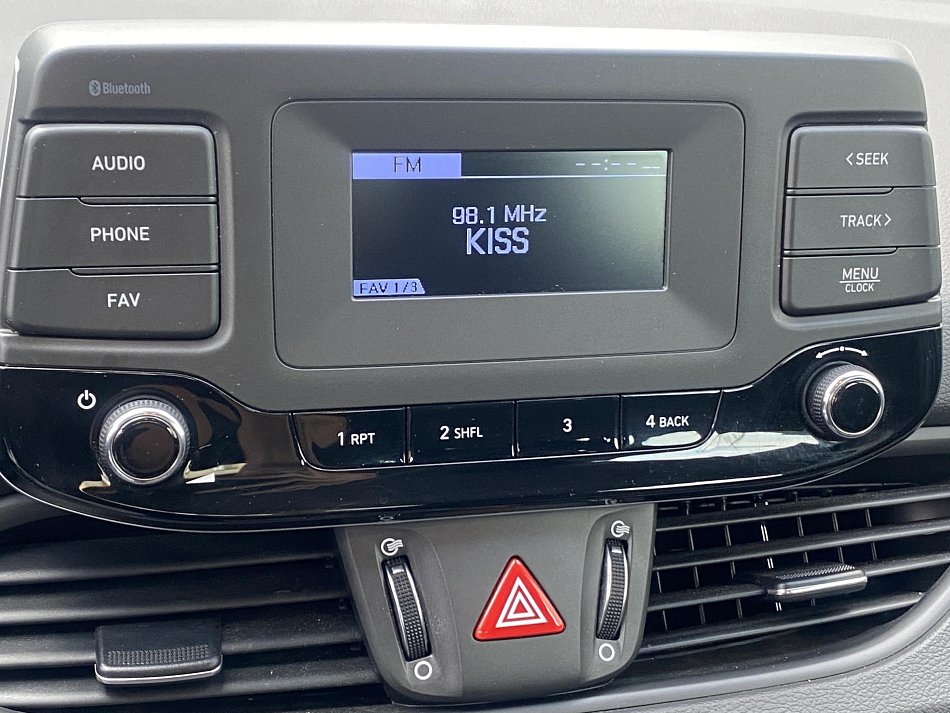 Bluetooth
AUDIO
PHONE
FAV
FM
--:-- --
98.1 MHz
KISS
FAV 1/3
<SEEK
TRACK>
MENU
CLOCK
1 RPT
2 SHFL
3
4 BACK